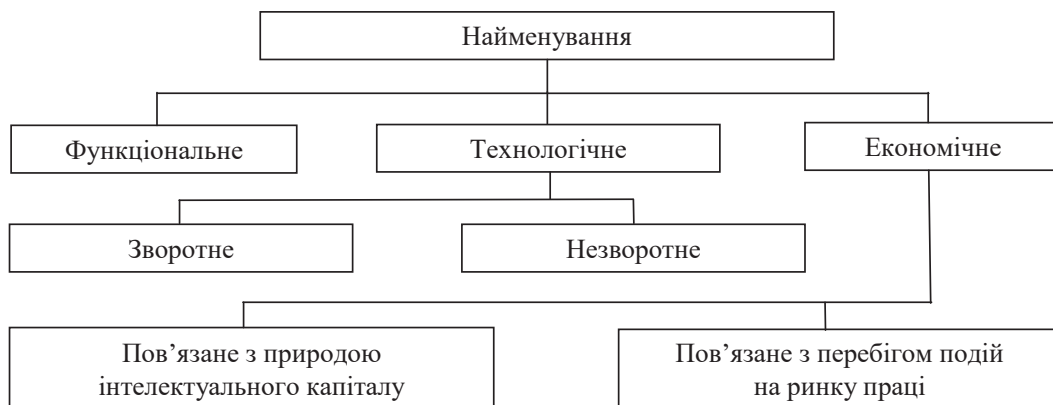 Найменування
Функціональне
Технологічне
Економічне
Зворотне
Незворотне
Пов’язане з природою
інтелектуального капіталу
Пов’язане з перебігом подій
на ринку праці